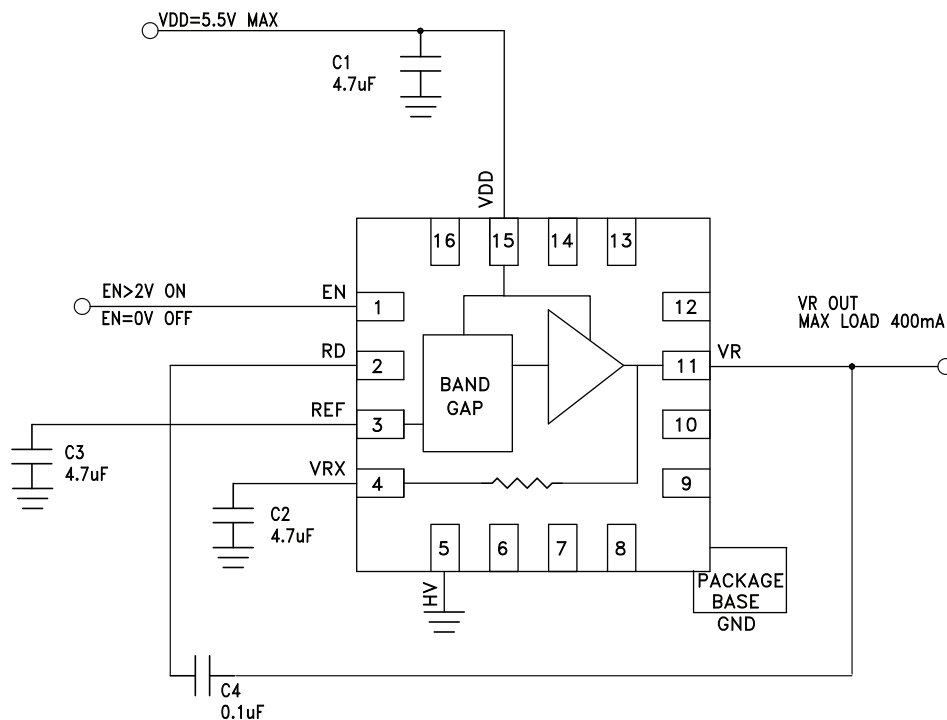 VDD=5.5V MAX
C1
4.7uF
VDD
16
15
14
13
EN>2V ON
EN=0V OFF
EN
1
12
VR OUT
MAX LOAD 400mA
RD
2
11
VR
BAND
GAP
REF
3
10
C3
4.7uF
VRX
4
9
C2
4.7uF
5
6
7
8
HV
PACKAGE
BASE
GND
C4
0.1uF